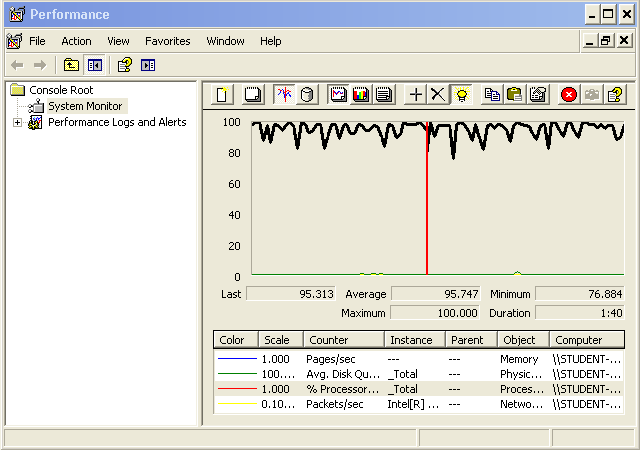 Performance
File Action View Favorites Window Help
Console Root
System Monitor
Performance Logs and Alerts
100
80
60
40
20
0
Last 95.313 Average 95.747 Minimum 76.884
Maximum 100.000 Duration 1:40
Color Scale Counter Instance Parent Object Computer
1.000 Pages/sec --- --- Memory \\STUDENT-...
100.... Avg. Disk Qu... _Total --- Physic... \\STUDENT-...
1.000 % Processor... _Total --- Proces... \\STUDENT-...
0.10... Packets/sec Intel[R] ... --- Netwo... \\STUDENT-...